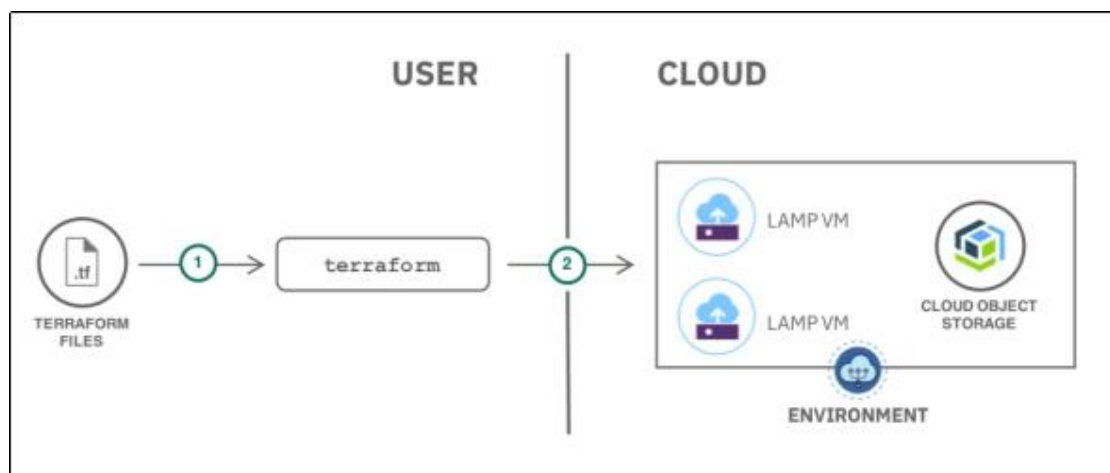 USER
CLOUD
.tf
TERRAFORM
FILES
1
terraform
2
LAMP VM
LAMP VM
CLOUD OBJECT
STORAGE
ENVIRONMENT